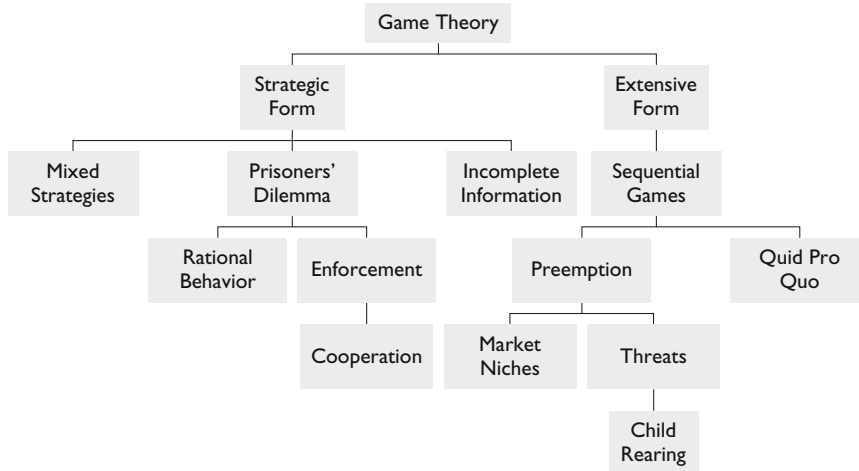 Game Theory
Strategic
Form
Extensive
Form
Mixed
Strategies
Prisoners’
Dilemma
Incomplete
Information
Sequential
Games
Rational
Behavior
Enforcement
Preemption
Quid Pro
Quo
Cooperation
Market
Niches
Threats
Child
Rearing